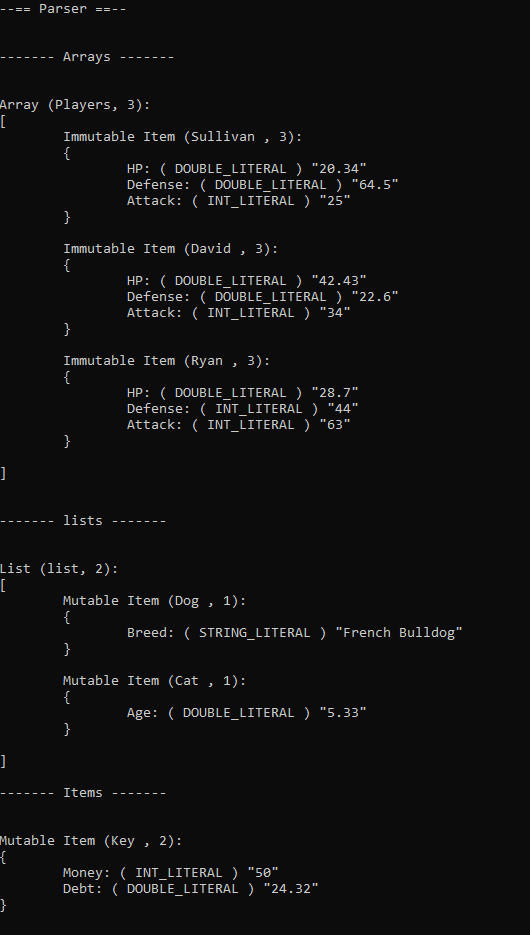 --== Parser ==--
------- Arrays -------
Array (Players, 3):
[
Immutable Item (Sullivan , 3):
{
HP: ( DOUBLE_LITERAL ) "20.34"
Defense: ( DOUBLE_LITERAL ) "64.5"
Attack: ( INT_LITERAL ) "25"
}
Immutable Item (David , 3):
{
HP: ( DOUBLE_LITERAL ) "42.43"
Defense: ( DOUBLE_LITERAL ) "22.6"
Attack: ( INT_LITERAL ) "34"
}
Immutable Item (Ryan , 3):
{
HP: ( DOUBLE_LITERAL ) "28.7"
Defense: ( INT_LITERAL ) "44"
Attack: ( INT_LITERAL ) "63"
}
]
------- lists -------
List (list, 2):
[
Mutable Item (Dog , 1):
{
Breed: ( STRING_LITERAL ) "French Bulldog"
}
Mutable Item (Cat , 1):
{
Age: ( DOUBLE_LITERAL ) "5.33"
}
]
------- Items -------
Mutable Item (Key , 2):
{
Money: ( INT_LITERAL ) "50"
Debt: ( DOUBLE_LITERAL ) "24.32"
}